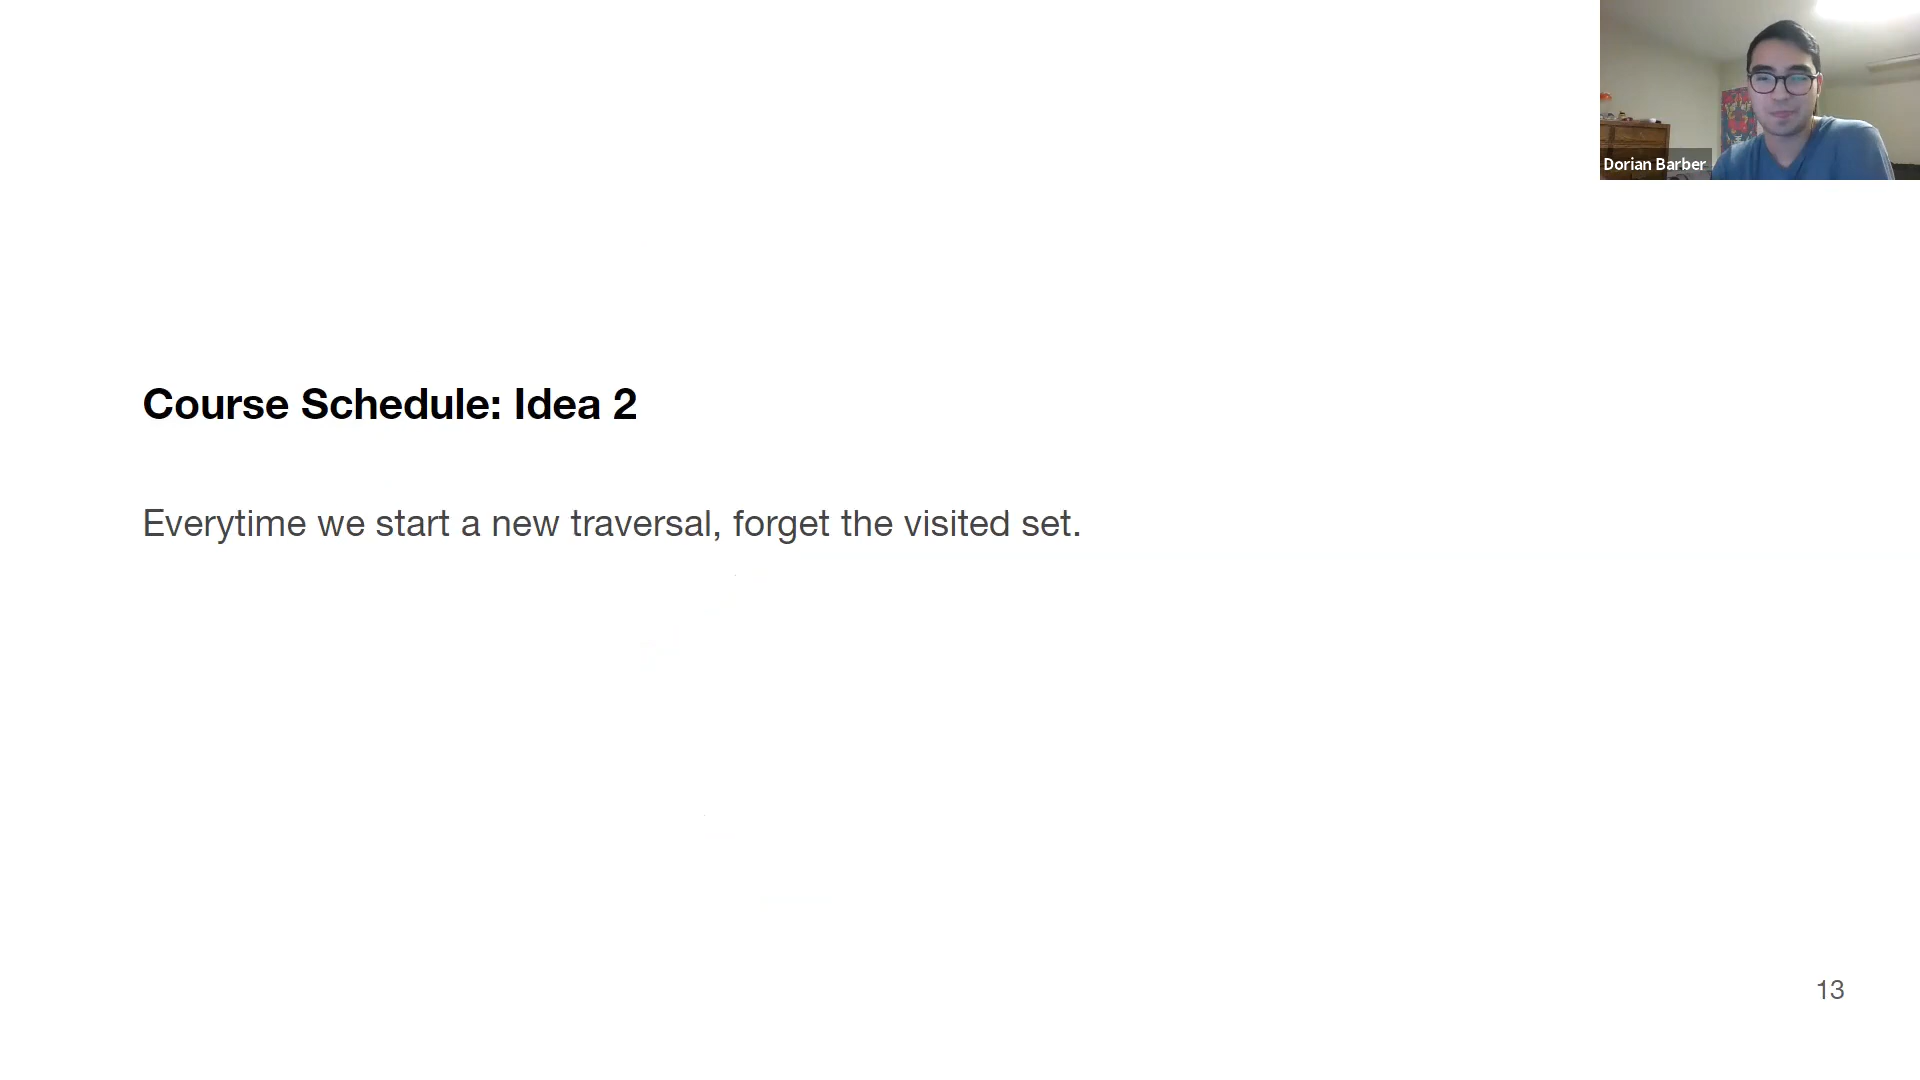 Dorian Barber
Course Schedule: Idea 2
Everytime we start a new traversal, forget the visited set.
13